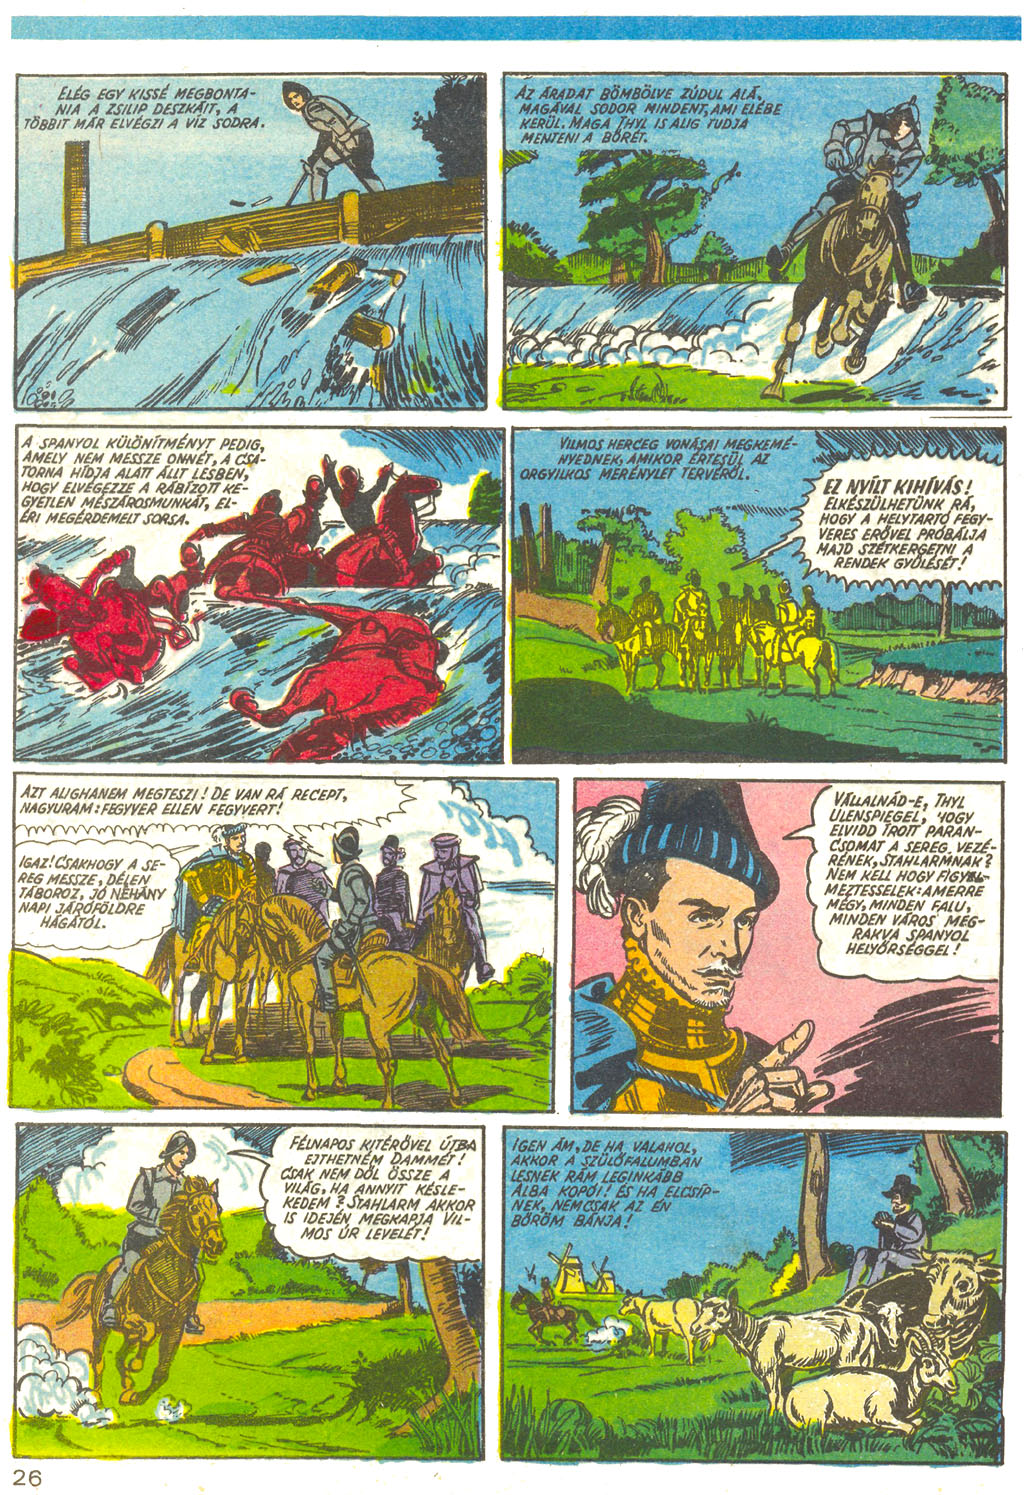 ELÉG EGY KISSÉ MEGBONTA-
NIA A ZSILIP DESZKÁIT, A
TÖBBIT MÁR ELVÉGZI A VÍZ SODRA.
AZ ÁRADAT BÖMBÖLVE ZÚDUL ALÁ,
MAGÁVAL SODOR MINDENT, AMI ELÉBE
KERÜL. MAGA THYL IS ALIG TUDJA
MENTENI A BŐRÉT.
A SPANYOL KÜLÖNÍTMÉNYT PEDIG,
AMELY NEM MESSZE ONNÉT, A CSA-
TORNA HÍDJA ALATT ÁLLT LESBEN,
HOGY ELVÉGEZZE A RÁBÍZOTT KE-
GYETLEN MÉSZÁROSMUNKÁT, EL-
ÉRI MEGÉRDEMELT SORSA.
VILMOS HERCEG VONÁSAI MEGKEMÉ-
NYEDNEK, AMIKOR ÉRTESÜL AZ
ORGYILKOS MERÉNYLET TERVÉRŐL.
EZ NYÍLT KIHÍVÁS!
ELKÉSZÜLHETÜNK RÁ,
HOGY A HELYTARTÓ FEGY-
VERES ERŐVEL PRÓBÁLJA
MAJD SZÉTKERGETNI A
RENDEK GYŰLÉSÉT!
AZT ALIGHANEM MEGTESZI! DE VAN RÁ RECEPT,
NAGYURAM: FEGYVER ELLEN FEGYVERT!
IGAZ! CSAKHOGY A SE-
REG MESSZE, DÉLEN
TÁBOROZ, JÓ NÉHÁNY
NAPI JÁRÓFÖLDRE
HÁGÁTÓL.
VÁLLALNÁD-E, THYL
ULENSPIEGEL, HOGY
ELVIDD ÍROTT PARAN-
CSOMAT A SEREG VEZÉ-
RÉNEK, STAHLARMNAK?
NEM KELL HOGY FIGYEL-
MEZTESSELEK: AMERRE
MÉGY, MINDEN FALU,
MINDEN VÁROS MEG-
RAKVA SPANYOL
HELYŐRSÉGGEL!
FÉLNAPOS KITÉRŐVEL ÚTBA
EJTHETNÉM DAMMET!
CSAK NEM DŐL ÖSSZE A
VILÁG, HA ANNYIT KÉSLE-
KEDEM? STAHLARM AKKOR
IS IDEJÉN MEGKAPJA VIL-
MOS ÚR LEVELÉT!
IGEN ÁM, DE HA VALAHOL,
AKKOR A SZÜLŐFALUMBAN
LESNEK RÁM LEGINKÁBB
ALBA KOPÓI! ÉS HA ELCSÍP-
NEK, NEMCSAK AZ ÉN
BŐRÖM BÁNJA!
26